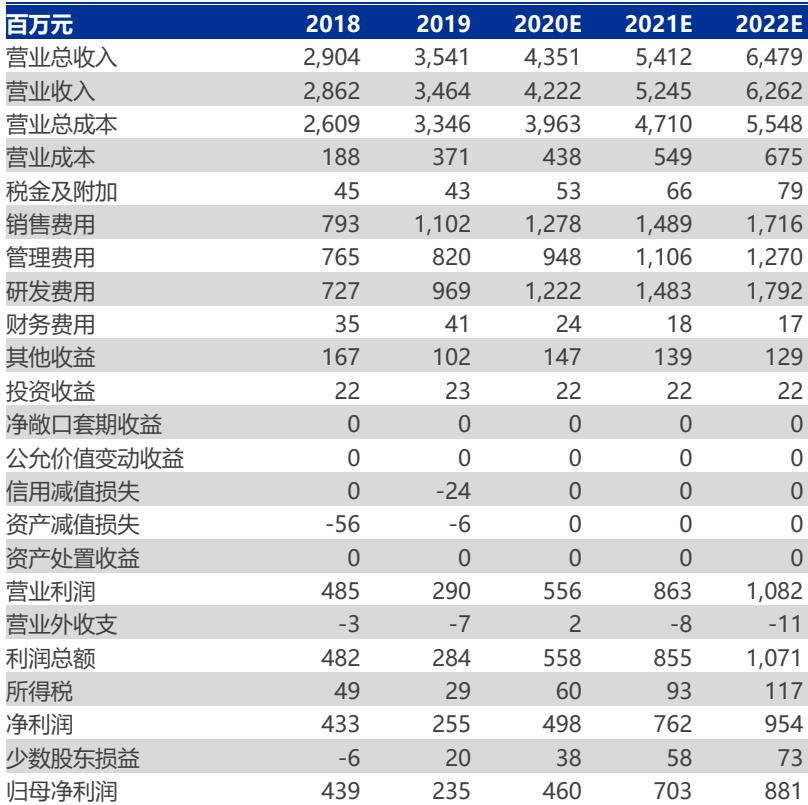 百万元 2018 2019 2020E 2021E 2022E
营业总收入 2,904 3,541 4,351 5,412 6,479
营业收入 2,862 3,464 4,222 5,245 6,262
营业总成本 2,609 3,346 3,963 4,710 5,548
营业成本 188 371 438 549 675
税金及附加 45 43 53 66 79
销售费用 793 1,102 1,278 1,489 1,716
管理费用 765 820 948 1,106 1,270
研发费用 727 969 1,222 1,483 1,792
财务费用 35 41 24 18 17
其他收益 167 102 147 139 129
投资收益 22 23 22 22 22
净敞口套期收益 0 0 0 0 0
公允价值变动收益 0 0 0 0 0
信用减值损失 0 -24 0 0 0
资产减值损失 -56 -6 0 0 0
资产处置收益 0 0 0 0 0
营业利润 485 290 556 863 1,082
营业外收支 -3 -7 2 -8 -11
利润总额 482 284 558 855 1,071
所得税 49 29 60 93 117
净利润 433 255 498 762 954
少数股东损益 -6 20 38 58 73
归母净利润 439 235 460 703 881